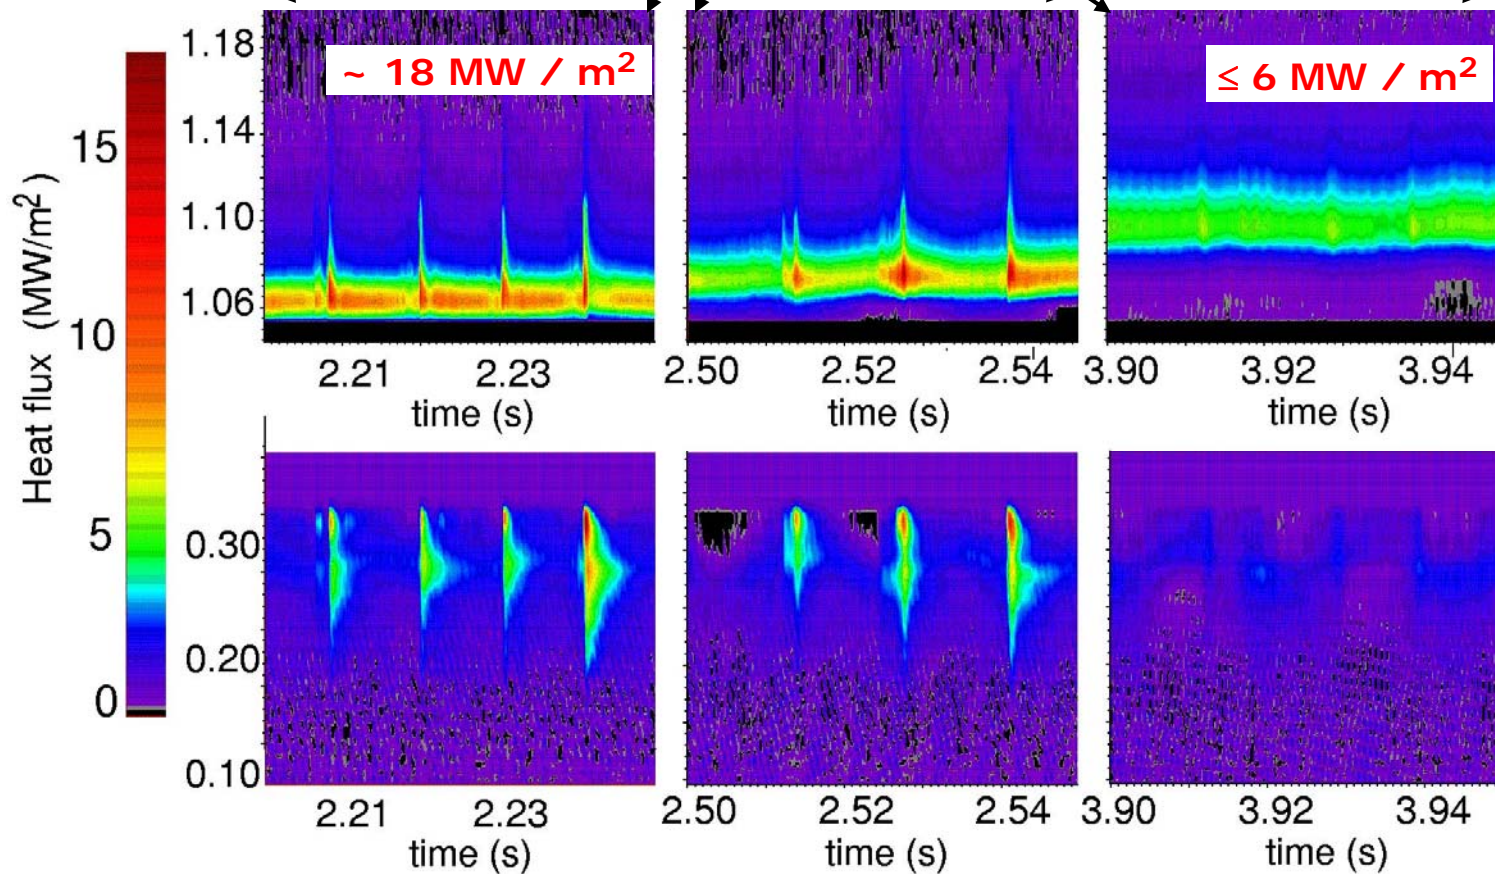 ~ 18 MW / m²
≤ 6 MW / m²
Heat flux (MW/m²)
15
10
5
0
1.18
1.14
1.10
1.06
2.21 2.23
time (s)
2.50 2.52 2.54
time (s)
3.90 3.92 3.94
time (s)
0.30
0.20
0.10
2.21 2.23
time (s)
2.50 2.52 2.54
time (s)
3.90 3.92 3.94
time (s)